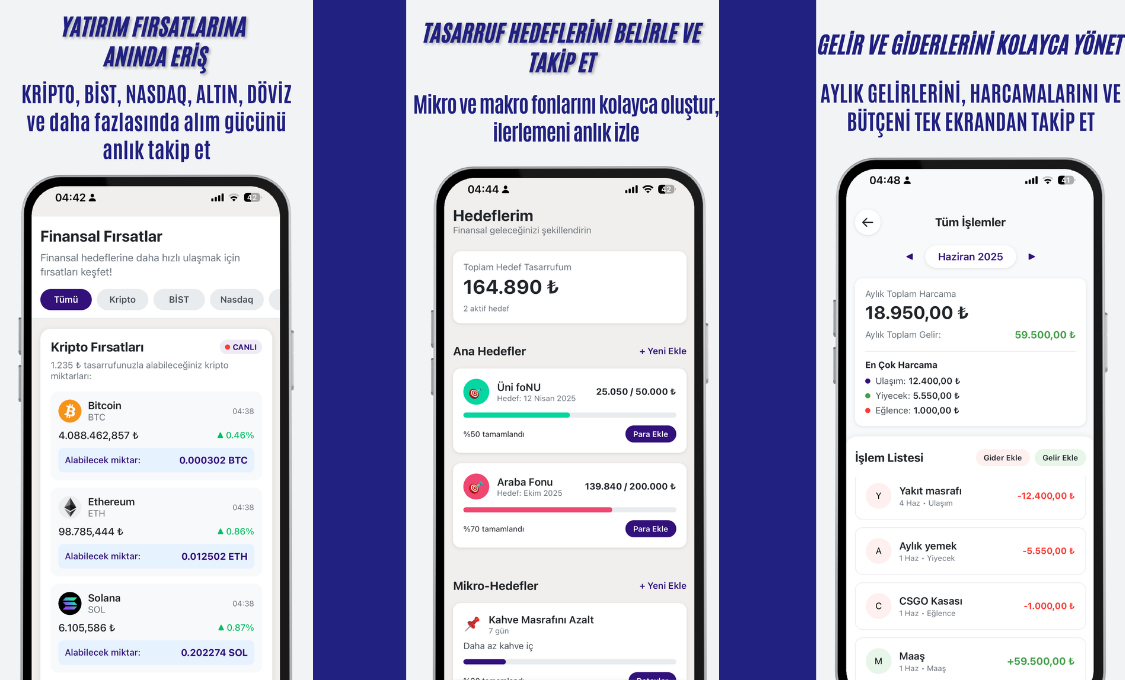 YATIRIM FIRSATLARINA
ANINDA ERİŞ
KRİPTO, BİST, NASDAQ, ALTIN, DÖVİZ
ve daha fazlasında alım gücünü
anlık takip et
04:42
42
Finansal Fırsatlar
Finansal hedeflerine daha hızlı ulaşmak için
fırsatları keşfet!
Tümü
Kripto
BİST
Nasdaq
Kripto Fırsatları
CANLI
1.235 ₺ tasarrufunuzla alabileceğiniz kripto
miktarları:
Bitcoin
BTC
04:38
4.088.462,857 ₺
▲ 0.46%
Alabilecek miktar:
0.000302 BTC
Ethereum
ETH
04:38
98.785,444 ₺
▲ 0.86%
Alabilecek miktar:
0.012502 ETH
Solana
SOL
04:38
6.105,586 ₺
▲ 0.87%
Alabilecek miktar:
0.202274 SOL
TASARRUF HEDEFLERİNİ BELİRLE VE
TAKİP ET
Mikro ve makro fonlarını kolayca oluştur,
ilerlemeni anlık izle
04:44
42
Hedeflerim
Finansal geleceğinizi şekillendirin
Toplam Hedef Tasarrufum
164.890 ₺
2 aktif hedef
Ana Hedefler
+ Yeni Ekle
Üni foNU
Hedef: 12 Nisan 2025
25.050 / 50.000 ₺
%50 tamamlandı
Para Ekle
Araba Fonu
Hedef: Ekim 2025
139.840 / 200.000 ₺
%70 tamamlandı
Para Ekle
Mikro-Hedefler
+ Yeni Ekle
Kahve Masrafını Azalt
7 gün
Daha az kahve iç
GELİR VE GİDERLERİNİ KOLAYCA YÖNET
AYLIK GELİRLERİNİ, HARCAMALARINI VE
BÜTÇENİ TEK EKRANDAN TAKİP ET
04:48
41
Tüm İşlemler
◀ Haziran 2025 ▶
Aylık Toplam Harcama
18.950,00 ₺
Aylık Toplam Gelir:
59.500,00 ₺
En Çok Harcama
Ulaşım: 12.400,00 ₺
Yiyecek: 5.550,00 ₺
Eğlence: 1.000,00 ₺
İşlem Listesi
Gider Ekle
Gelir Ekle
Y
Yakıt masrafı
4 Haz • Ulaşım
-12.400,00 ₺
A
Aylık yemek
1 Haz • Yiyecek
-5.550,00 ₺
C
CSGO Kasası
1 Haz • Eğlence
-1.000,00 ₺
M
Maaş
1 Haz • Maaş
+59.500,00 ₺